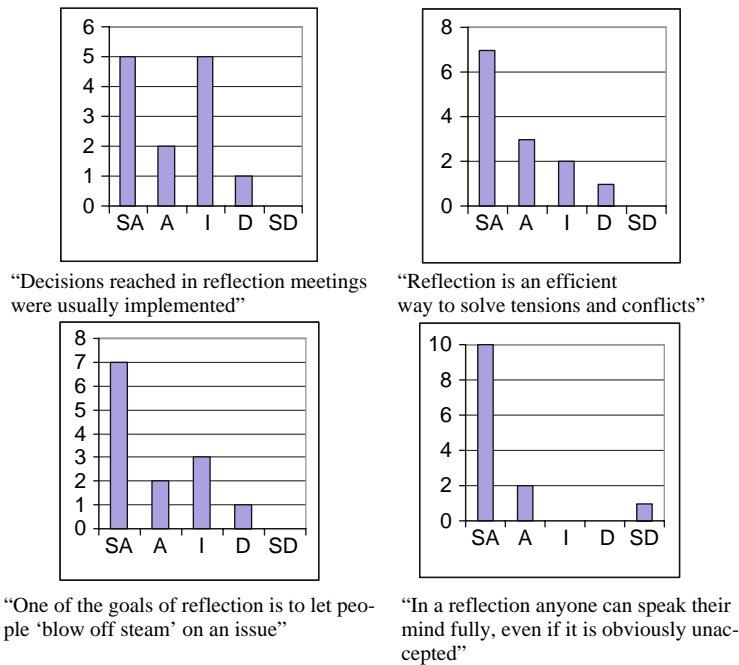 6
5
4
3
2
1
0
SA A I D SD
“Decisions reached in reflection meetings
were usually implemented”
8
6
4
2
0
SA A I D SD
“Reflection is an efficient
way to solve tensions and conflicts”
8
7
6
5
4
3
2
1
0
SA A I D SD
“One of the goals of reflection is to let peo-
ple ‘blow off steam’ on an issue”
10
8
6
4
2
0
SA A I D SD
“In a reflection anyone can speak their
mind fully, even if it is obviously unac-
cepted”